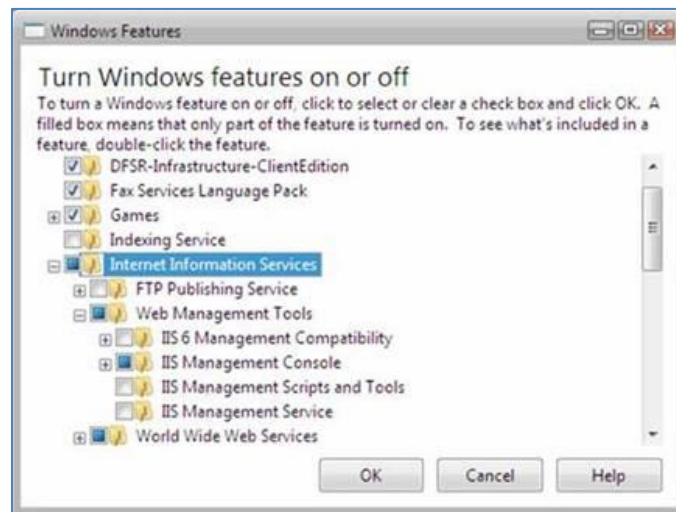 Windows Features
Turn Windows features on or off
To turn a Windows feature on or off, click to select or clear a check box and click OK. A
filled box means that only part of the feature is turned on. To see what's included in a
feature, double-click the feature.
DFSR-Infrastructure-ClientEdition
Fax Services Language Pack
Games
Indexing Service
Internet Information Services
FTP Publishing Service
Web Management Tools
IIS 6 Management Compatibility
IIS Management Console
IIS Management Scripts and Tools
IIS Management Service
World Wide Web Services
OK Cancel Help